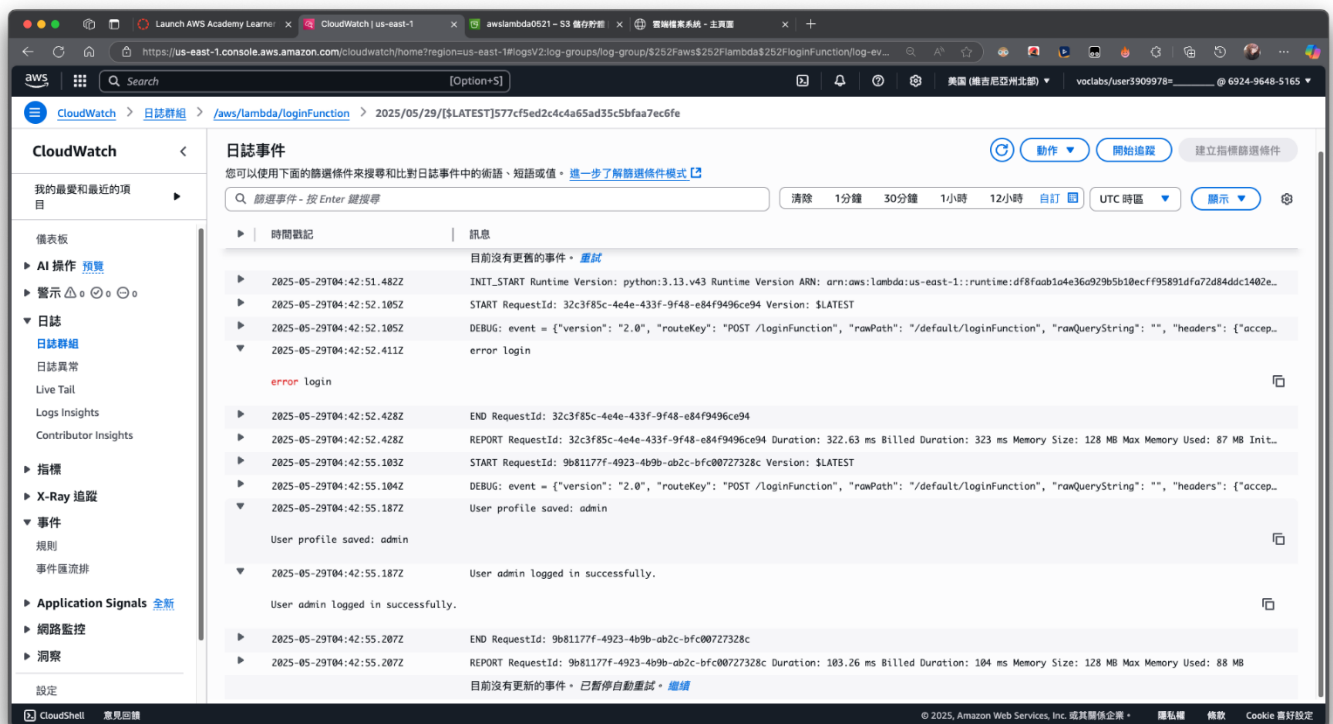 Launch AWS Academy Learner
CloudWatch | us-east-1
awslambda0521 – S3 儲存貯體
雲端檔案系統 - 主頁面
https://us-east-1.console.aws.amazon.com/cloudwatch/home?region=us-east-1#logsV2:log-groups/log-group/$252Faws$252Flambda$252FloginFunction/log-ev...
aws
Search
[Option+S]
美国 (維吉尼亞州北部)
voclabs/user3909978=_______ @ 6924-9648-5165
CloudWatch > 日誌群組 > /aws/lambda/loginFunction > 2025/05/29/[$LATEST]577cf5ed2c4c4a65ad35c5bfaa7ec6fe
CloudWatch
我的最愛和最近的項目
儀表板
AI 操作 預覽
警示 0 0 0
日誌
日誌群組
日誌異常
Live Tail
Logs Insights
Contributor Insights
指標
X-Ray 追蹤
事件
規則
事件匯流排
Application Signals 全新
網路監控
洞察
設定
日誌事件
動作
開始追蹤
建立指標篩選條件
您可以使用下面的篩選條件來搜尋和比對日誌事件中的術語、短語或值。 進一步了解篩選條件模式
篩選事件 - 按 Enter 鍵搜尋
清除 1分鐘 30分鐘 1小時 12小時 自訂
UTC 時區
顯示
時間戳記 訊息
目前沒有更舊的事件。 重試
2025-05-29T04:42:51.482Z INIT_START Runtime Version: python:3.13.v43 Runtime Version ARN: arn:aws:lambda:us-east-1::runtime:df8faab1a4e36a929b5b10ecff95891dfa72d84ddc1402e…
2025-05-29T04:42:52.105Z START RequestId: 32c3f85c-4e4e-433f-9f48-e84f9496ce94 Version: $LATEST
2025-05-29T04:42:52.105Z DEBUG: event = {"version": "2.0", "routeKey": "POST /loginFunction", "rawPath": "/default/loginFunction", "rawQueryString": "", "headers": {"accep…
2025-05-29T04:42:52.411Z error login
error login
2025-05-29T04:42:52.428Z END RequestId: 32c3f85c-4e4e-433f-9f48-e84f9496ce94
2025-05-29T04:42:52.428Z REPORT RequestId: 32c3f85c-4e4e-433f-9f48-e84f9496ce94 Duration: 322.63 ms Billed Duration: 323 ms Memory Size: 128 MB Max Memory Used: 87 MB Init…
2025-05-29T04:42:55.103Z START RequestId: 9b81177f-4923-4b9b-ab2c-bfc00727328c Version: $LATEST
2025-05-29T04:42:55.104Z DEBUG: event = {"version": "2.0", "routeKey": "POST /loginFunction", "rawPath": "/default/loginFunction", "rawQueryString": "", "headers": {"accep…
2025-05-29T04:42:55.187Z User profile saved: admin
User profile saved: admin
2025-05-29T04:42:55.187Z User admin logged in successfully.
User admin logged in successfully.
2025-05-29T04:42:55.207Z END RequestId: 9b81177f-4923-4b9b-ab2c-bfc00727328c
2025-05-29T04:42:55.207Z REPORT RequestId: 9b81177f-4923-4b9b-ab2c-bfc00727328c Duration: 103.26 ms Billed Duration: 104 ms Memory Size: 128 MB Max Memory Used: 88 MB
目前沒有更新的事件。 已暫停自動重試。 繼續
CloudShell 意見回饋
© 2025, Amazon Web Services, Inc. 或其關係企業。 隱私權 條款 Cookie 喜好設定